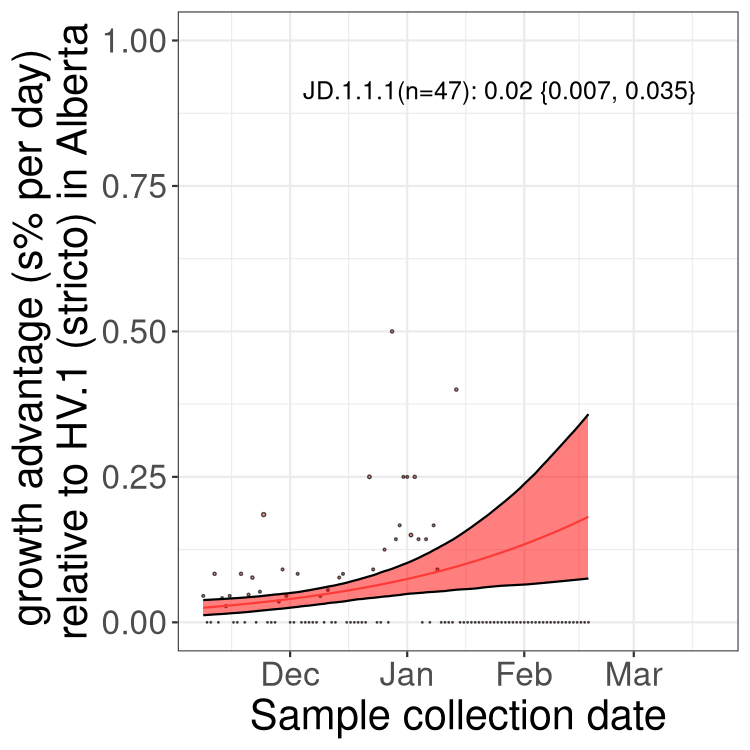 growth advantage (s% per day)
relative to HV.1 (stricto) in Alberta
1.00
0.75
0.50
0.25
0.00
JD.1.1.1(n=47): 0.02 {0.007, 0.035}
Dec Jan Feb Mar
Sample collection date